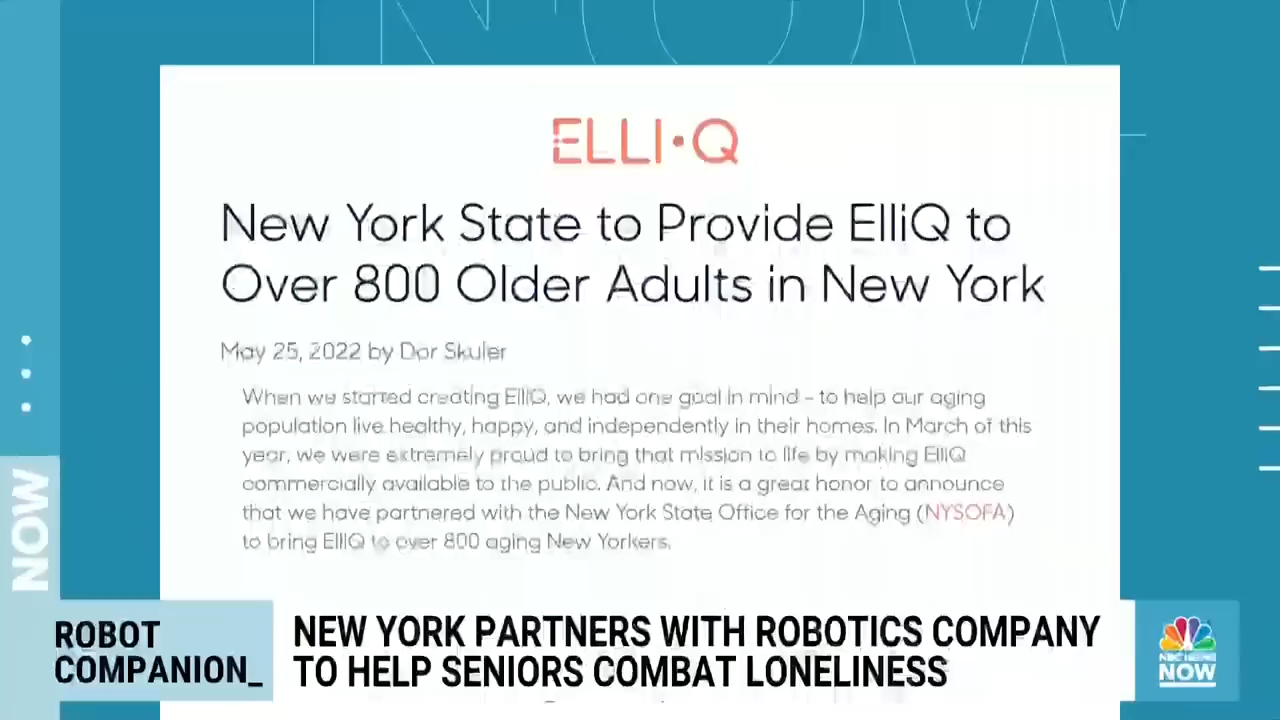 NOW
ELLI•Q
New York State to Provide ElliQ to
Over 800 Older Adults in New York
May 25, 2022 by Dor Skuler
When we started creating ElliQ, we had one goal in mind – to help our aging
population live healthy, happy, and independently in their homes. In March of this
year, we were extremely proud to bring that mission to life by making ElliQ
commercially available to the public. And now, it is a great honor to announce
that we have partnered with the New York State Office for the Aging (NYSOFA)
to bring ElliQ to over 800 aging New Yorkers.
NOW
ROBOT
COMPANION_
NEW YORK PARTNERS WITH ROBOTICS COMPANY
TO HELP SENIORS COMBAT LONELINESS
NBC NEWS
NOW